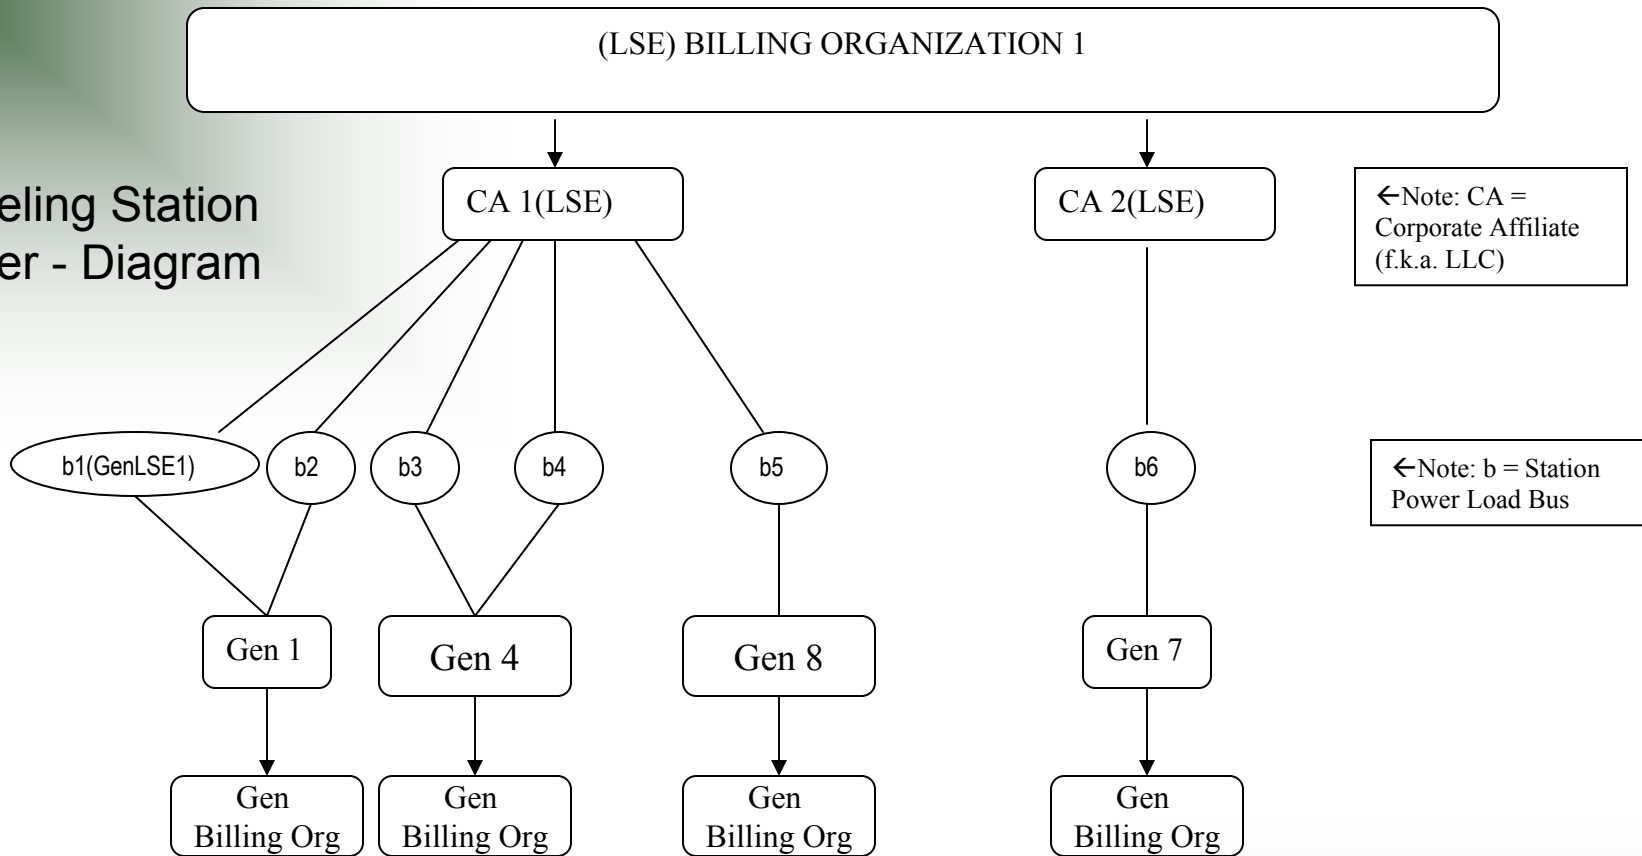 (LSE) BILLING ORGANIZATION 1
eling Station
er - Diagram
CA 1(LSE)
CA 2(LSE)
←Note: CA =
Corporate Affiliate
(f.k.a. LLC)
b1(GenLSE1)
b2
b3
b4
b5
b6
←Note: b = Station
Power Load Bus
Gen 1
Gen 4
Gen 8
Gen 7
Gen
Billing Org
Gen
Billing Org
Gen
Billing Org
Gen
Billing Org